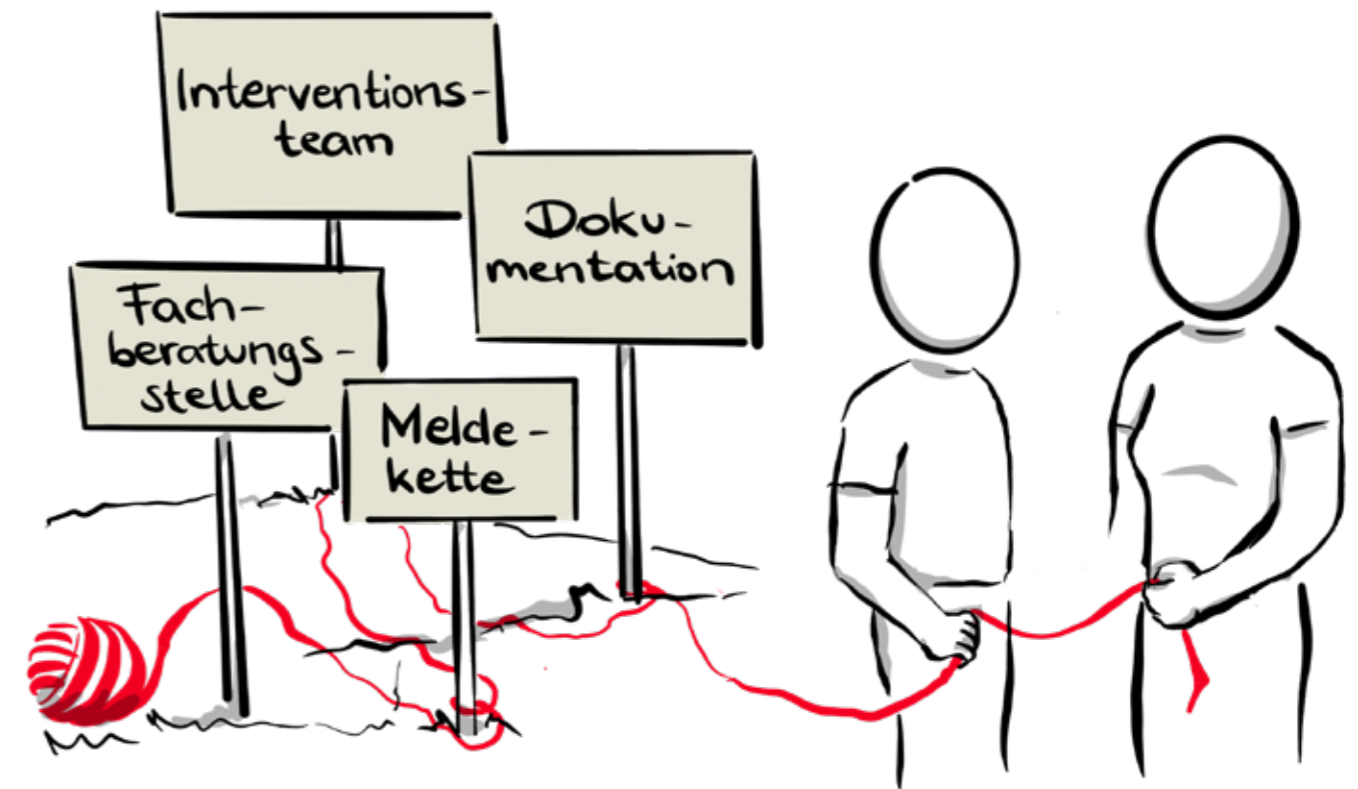 Interventions-
team
Doku-
mentation
Fach-
beratungs-
stelle
Melde-
kette